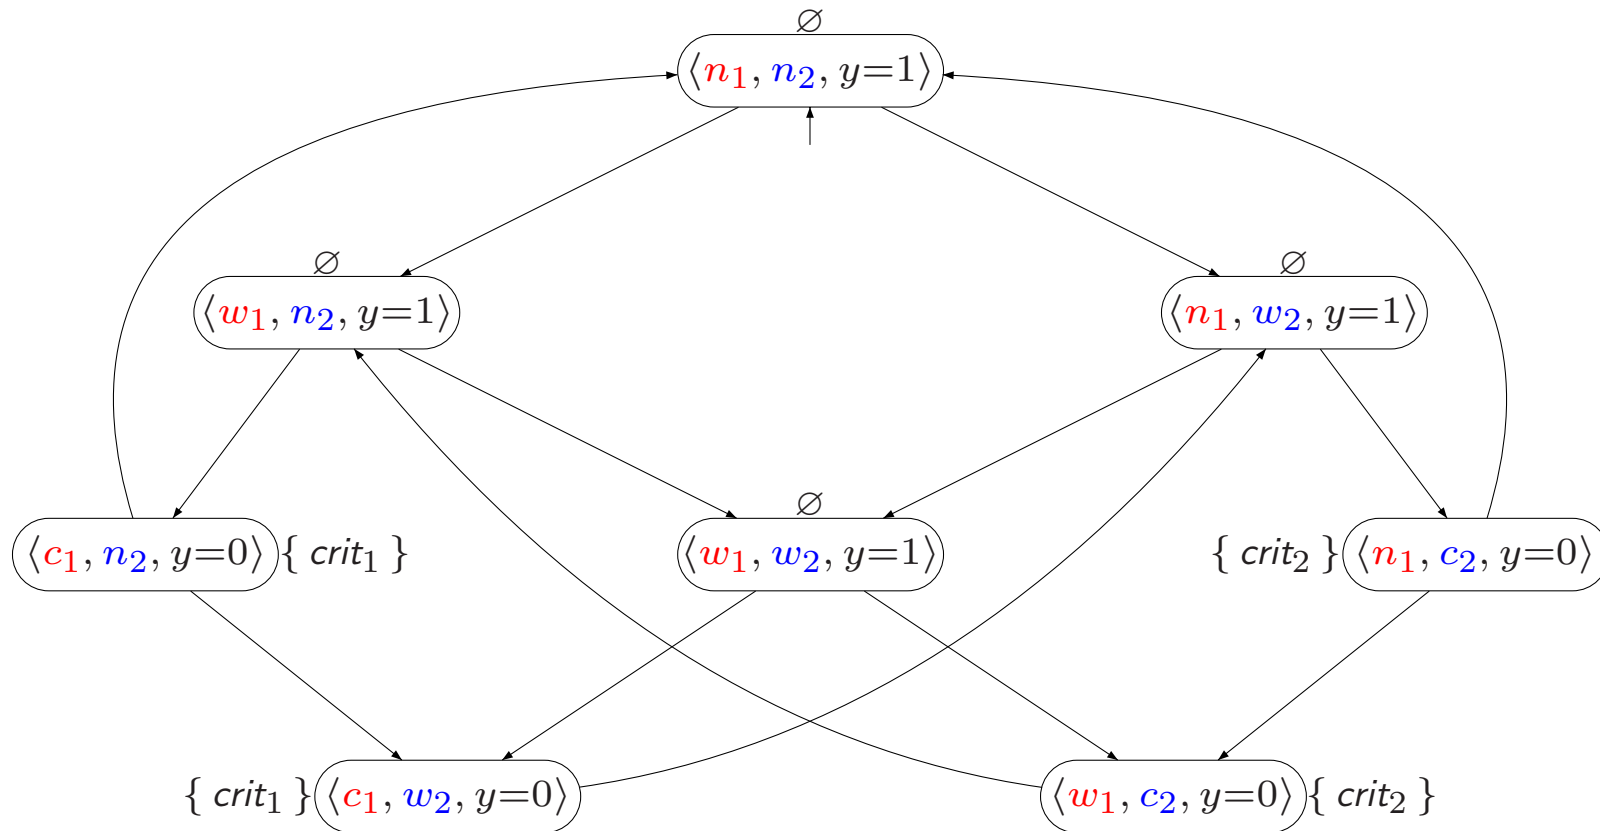 ∅
⟨n₁, n₂, y=1⟩
∅
⟨w₁, n₂, y=1⟩
∅
⟨n₁, w₂, y=1⟩
⟨c₁, n₂, y=0⟩ { crit₁ }
∅
⟨w₁, w₂, y=1⟩
{ crit₂ } ⟨n₁, c₂, y=0⟩
{ crit₁ } ⟨c₁, w₂, y=0⟩
⟨w₁, c₂, y=0⟩ { crit₂ }